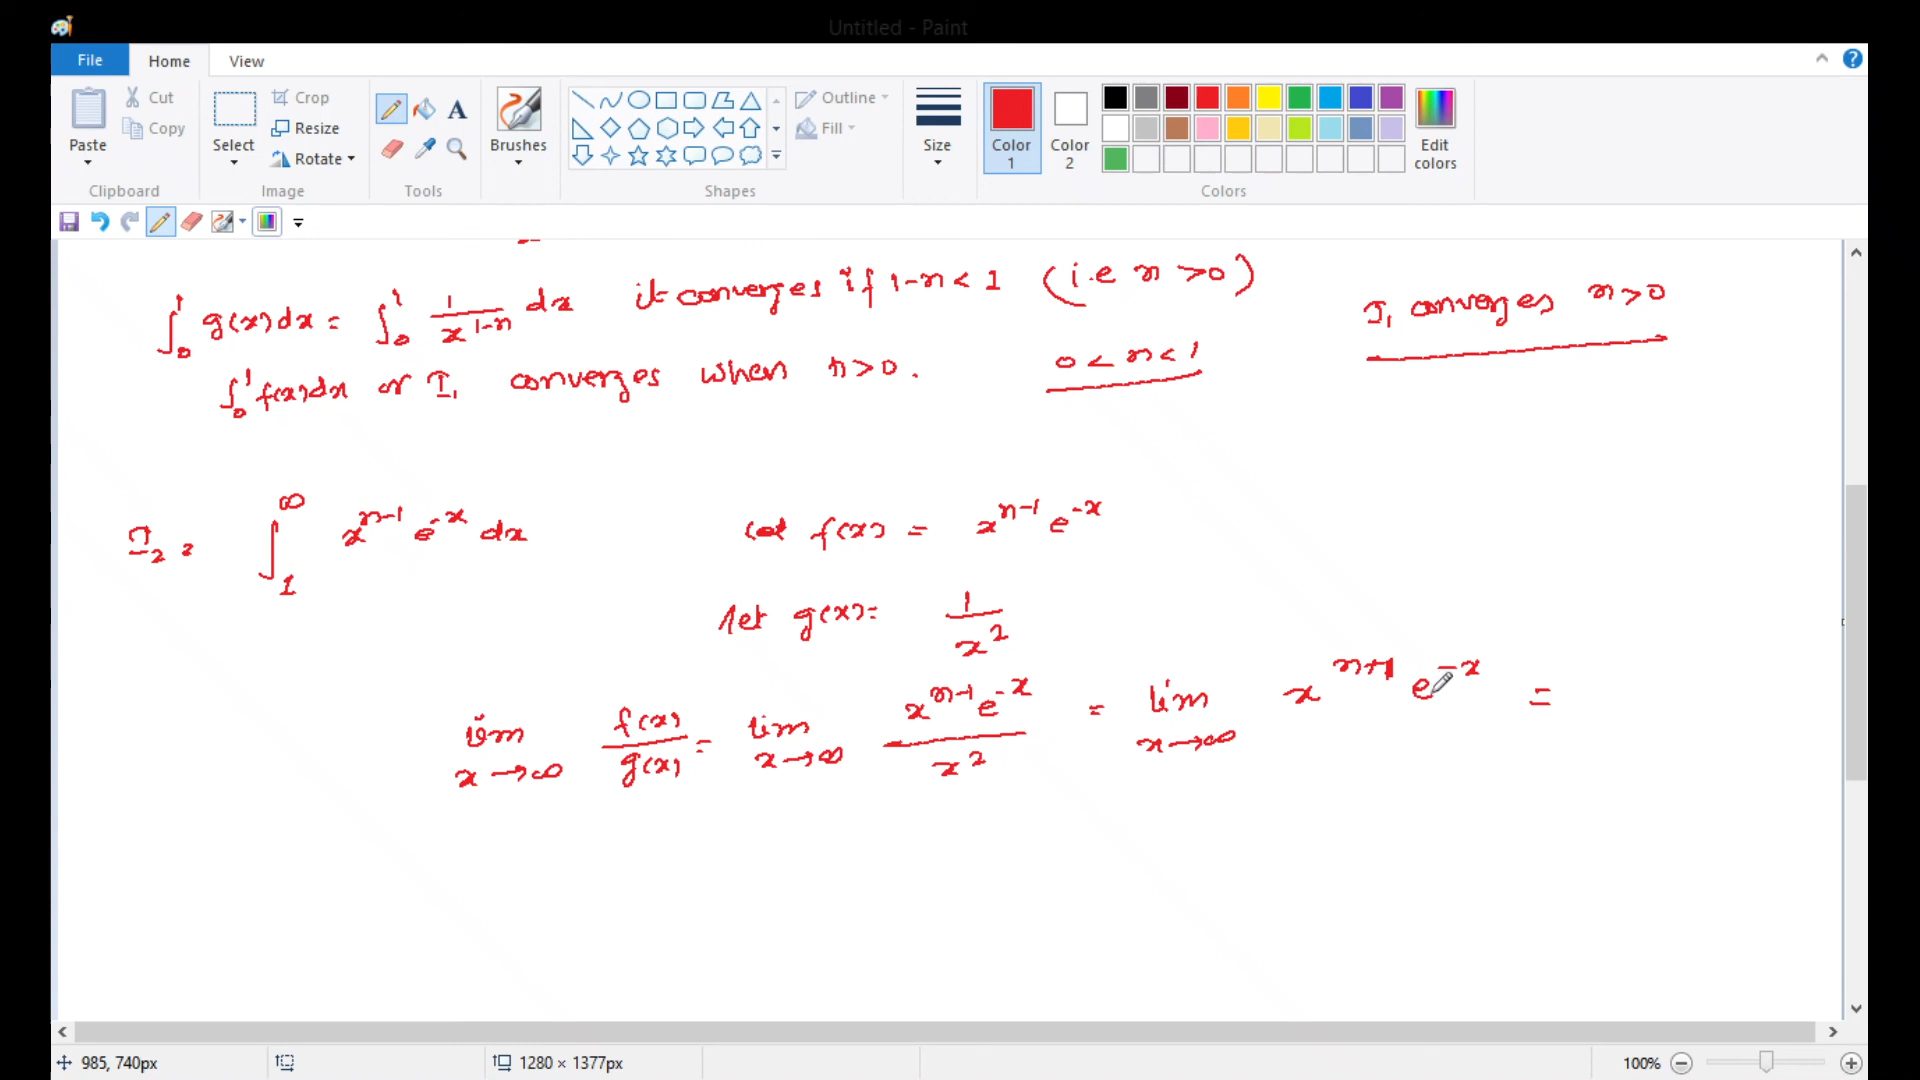 Untitled - Paint
File Home View
Cut
Copy
Paste
Clipboard
Select
Crop
Resize
Rotate
Image
Tools
Brushes
Shapes
Outline
Fill
Size
Color 1
Color 2
Edit colors
Colors
∫₀¹ g(x)dx = ∫₀¹ 1/x^(1-n) dx it converges if 1-n < 1 (i.e n > 0) I₁ converges n > 0
∫₀¹ f(x)dx or I₁ converges when n > 0 . 0 < n < 1
I₂ = ∫₁^∞ x^(n-1) e^(-x) dx Let f(x) = x^(n-1) e^(-x)
let g(x) = 1/x²
lim x→∞ f(x)/g(x) = lim x→∞ x^(n-1) e^(-x) / x² = lim x→∞ x^(n+1) e^(-x) =
985, 740px
1280 × 1377px
100%